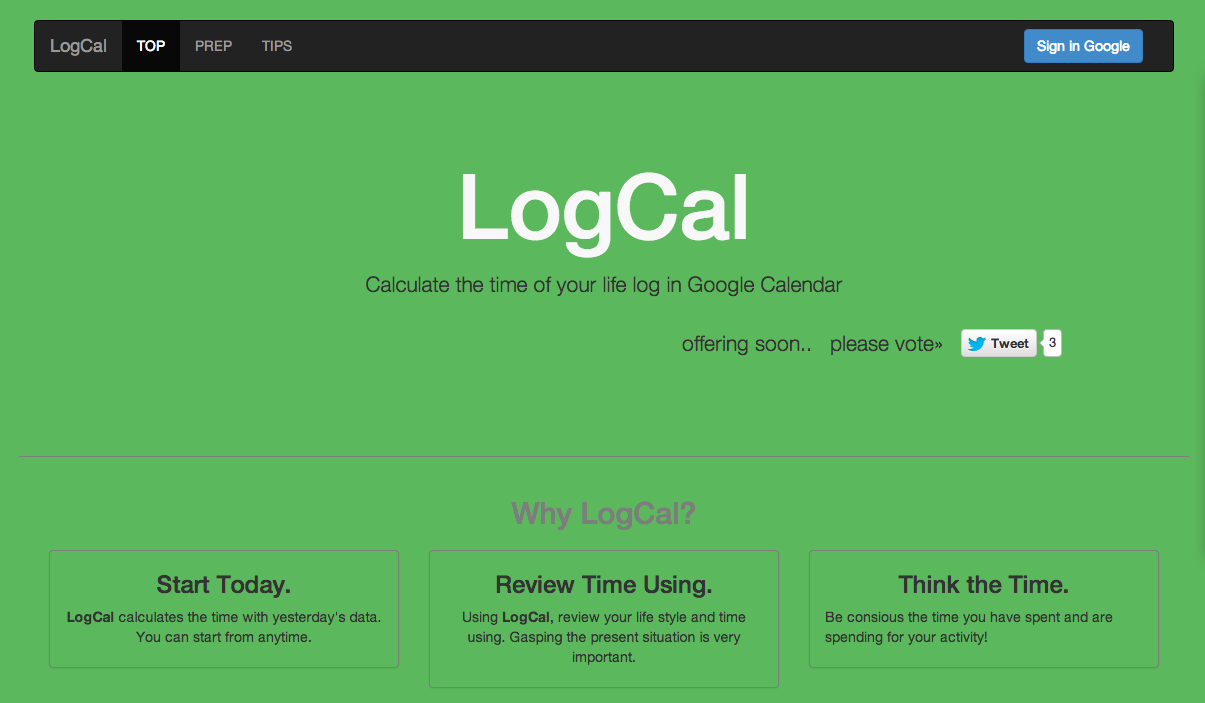 LogCal TOP PREP TIPS Sign in Google
LogCal
Calculate the time of your life log in Google Calendar
offering soon.. please vote» Tweet 3
Why LogCal?
Start Today.
LogCal calculates the time with yesterday's data.
You can start from anytime.
Review Time Using.
Using LogCal, review your life style and time
using. Gasping the present situation is very
important.
Think the Time.
Be consious the time you have spent and are
spending for your activity!